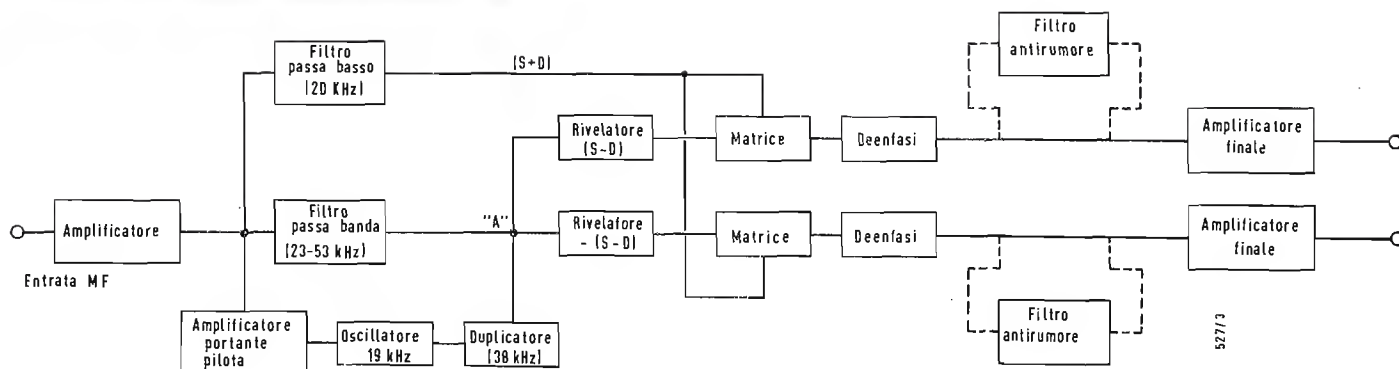 Filtro
antirumore
Filtro
passa basso
(20 KHz)
(S+D)
Rivelatore
(S-D)
Matrice
Deenfasi
Amplificatore
finale
Amplificatore
Filtro
passa banda
(23-53 kHz)
"A"
Rivelatore
-(S-D)
Matrice
Deenfasi
Amplificatore
finale
Entrata MF
Amplificatore
portante
pilota
Oscillatore
19 kHz
Duplicatore
(38 kHz)
Filtro
antirumore
527/3